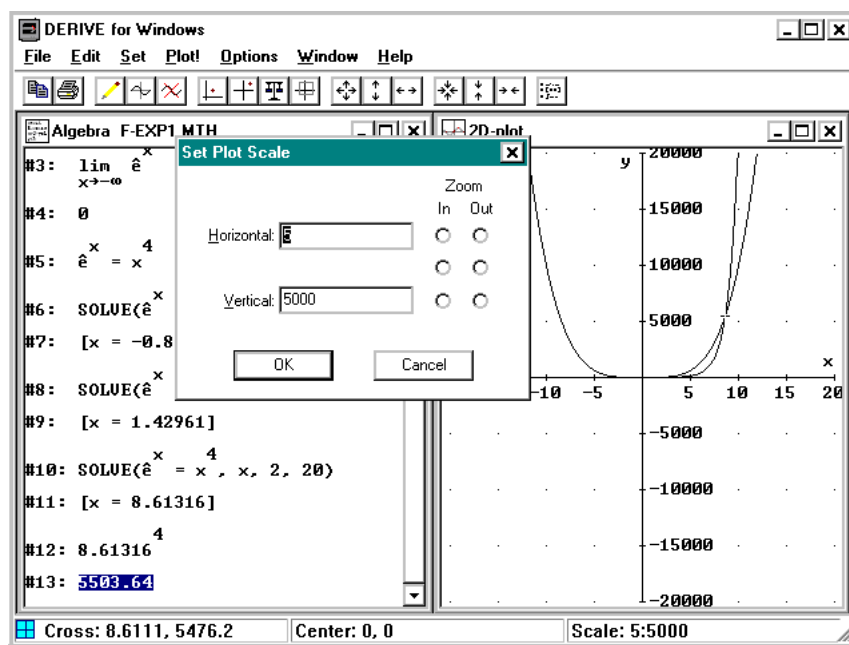 DERIVE for Windows
File Edit Set Plot! Options Window Help
Algebra F-EXP1.MTH
2D-plot
Set Plot Scale
Zoom
In Out
Horizontal: 5
Vertical: 5000
OK Cancel
#3: lim ê^x
x→-∞
#4: 0
#5: ê^x = x^4
#6: SOLVE(ê^x
#7: [x = -0.8
#8: SOLVE(ê^x
#9: [x = 1.42961]
#10: SOLVE(ê^x = x^4, x, 2, 20)
#11: [x = 8.61316]
#12: 8.61316^4
#13: 5503.64
y
20000
15000
10000
5000
x
-10 -5 5 10 15 20
-5000
-10000
-15000
-20000
Cross: 8.6111, 5476.2 Center: 0, 0 Scale: 5:5000